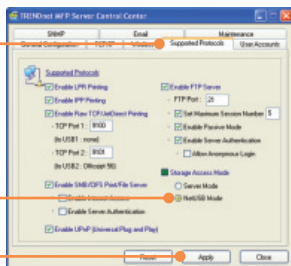 TRENDnet MFP Server Control Center
SNMP Email Maintenance
General Configuration TCP/IP Wireless Supported Protocols User Accounts
Supported Protocols
Enable LPR Printing
Enable IPP Printing
Enable Raw TCP/JetDirect Printing
- TCP Port 1 : 9100
(to USB1 : none)
- TCP Port 2 : 9101
(to USB2 : Officejet 56)
Enable SMB/CIFS Print/File Server
Enable Server Authentication
Enable UPnP (Universal Plug and Play)
Enable FTP Server
- FTP Port : 21
Set Maximum Session Number 5
Enable Passive Mode
Enable Server Authentication
- Allow Anonymous Login
Storage Access Mode
Server Mode
NetUSB Mode
Reset Apply Close